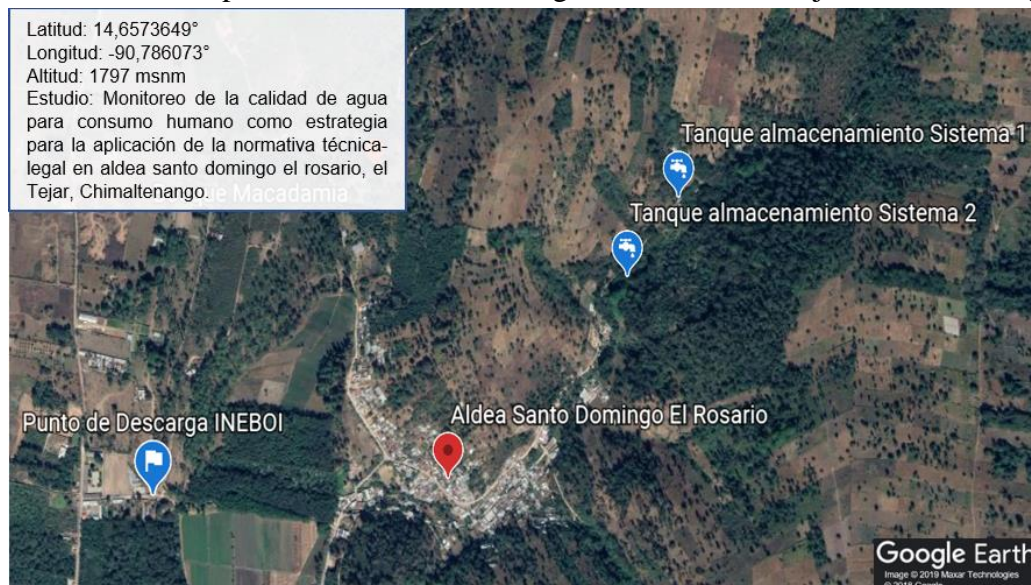 Latitud: 14,6573649°
Longitud: -90,786073°
Altitud: 1797 msnm
Estudio: Monitoreo de la calidad de agua
para consumo humano como estrategia
para la aplicación de la normativa técnica-
legal en aldea santo domingo el rosario, el
Tejar, Chimaltenango.
Macadamia
Tanque almacenamiento Sistema 1
Tanque almacenamiento Sistema 2
Aldea Santo Domingo El Rosario
Punto de Descarga INEBOI
Google Earth
Image © 2019 Maxar Technologies
© 2018 Google